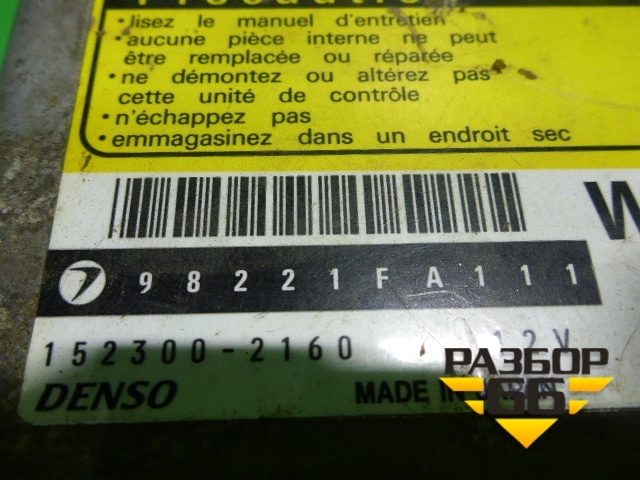 •lisez le manuel d'entretien
•aucune pièce interne ne peut
être remplacée ou réparée
•ne démontez ou altérez pas
cette unité de contrôle
•n'échappez pas
•emmagasinez dans un endroit sec
W
98221FA111
152300-2160 12V
DENSO MADE IN
РАЗБОР
66